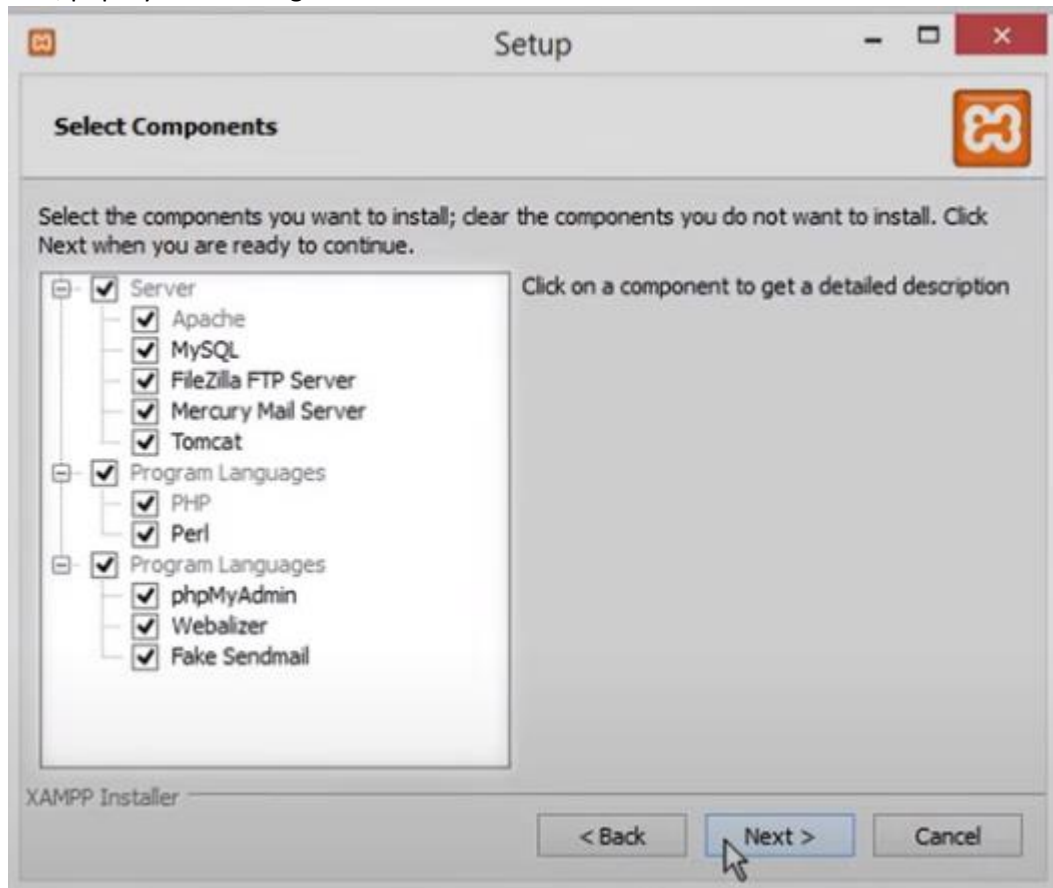 Setup
Select Components
Select the components you want to install; clear the components you do not want to install. Click
Next when you are ready to continue.
Server
Apache
MySQL
FileZilla FTP Server
Mercury Mail Server
Tomcat
Program Languages
PHP
Perl
Program Languages
phpMyAdmin
Webalizer
Fake Sendmail
Click on a component to get a detailed description
XAMPP Installer
< Back
Next >
Cancel